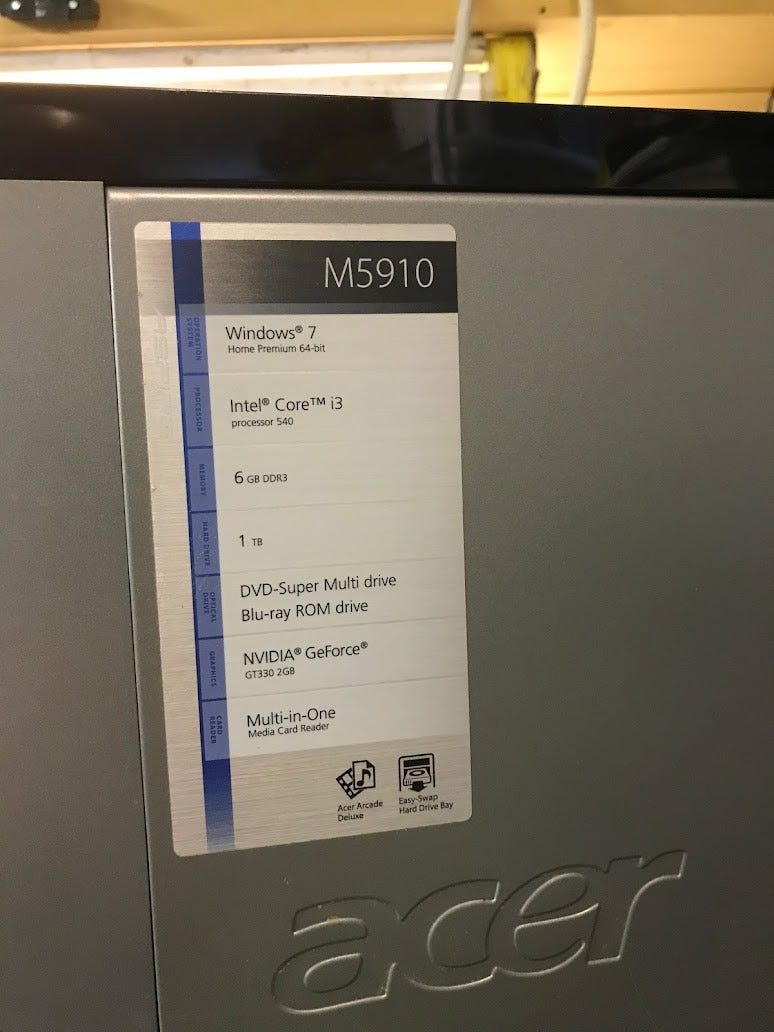 M5910
OPERATION
SYSTEM
Windows® 7
Home Premium 64-bit
PROCESSOR
Intel® Core™ i3
processor 540
MEMORY
6 GB DDR3
HARD DRIVE
1 TB
OPTICAL
DRIVE
DVD-Super Multi drive
Blu-ray ROM drive
GRAPHICS
NVIDIA® GeForce®
GT330 2GB
CARD
READER
Multi-in-One
Media Card Reader
Acer Arcade
Deluxe
Easy-Swap
Hard Drive Bay
acer